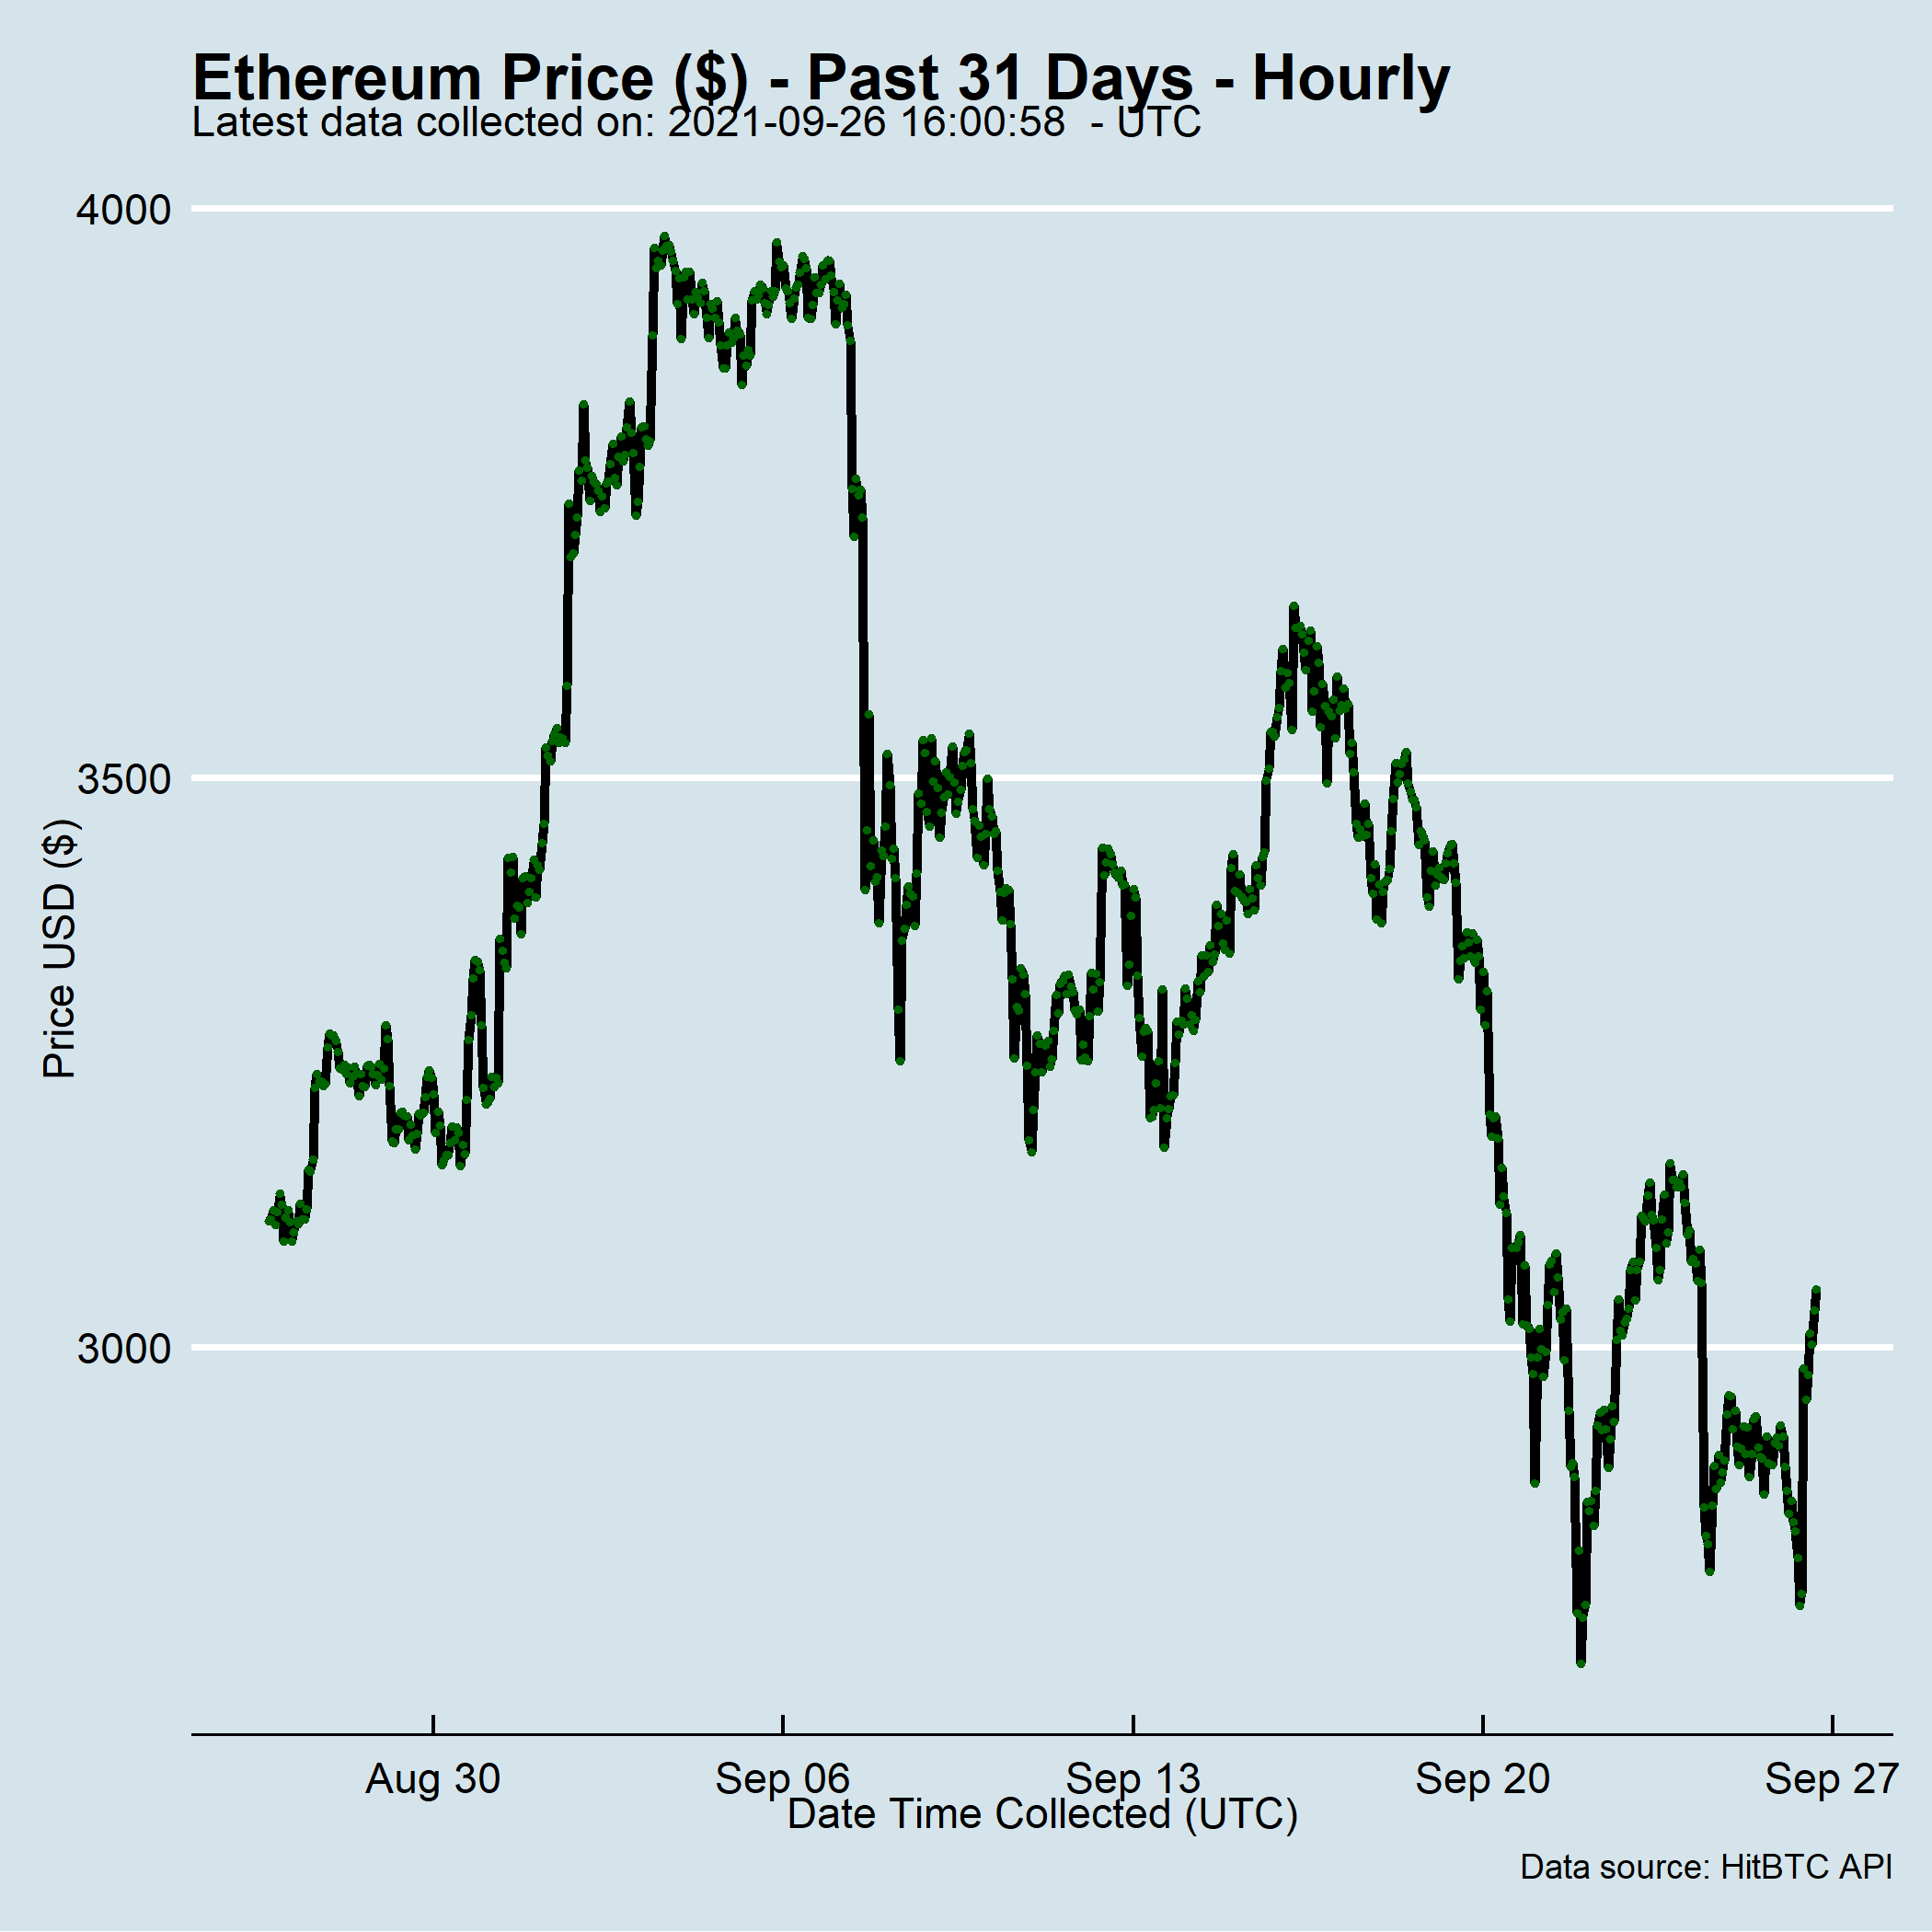 Ethereum Price ($) - Past 31 Days - Hourly
Latest data collected on: 2021-09-26 16:00:58  - UTC
4000
3500
3000
Price USD ($)
Aug 30
Sep 06
Sep 13
Sep 20
Sep 27
Date Time Collected (UTC)
Data source: HitBTC API